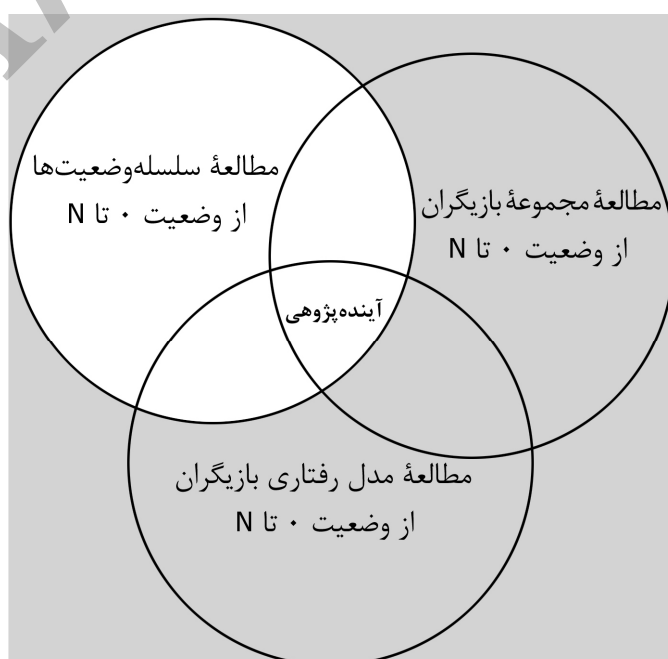 مطالعهٔ سلسله‌وضعیت‌ها
از وضعیت ۰ تا N
مطالعهٔ مجموعهٔ بازیگران
از وضعیت ۰ تا N
آینده‌پژوهی
مطالعهٔ مدل رفتاری بازیگران
از وضعیت ۰ تا N